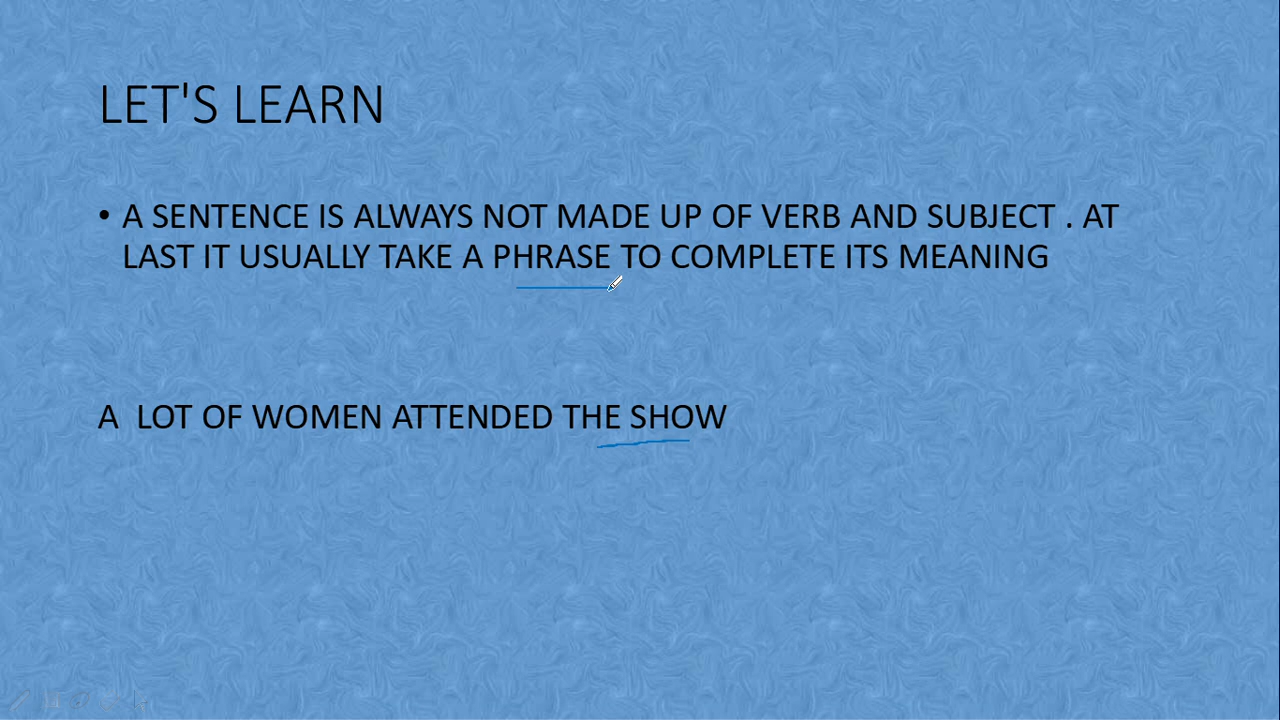 LET'S LEARN
• A SENTENCE IS ALWAYS NOT MADE UP OF VERB AND SUBJECT . AT
LAST IT USUALLY TAKE A PHRASE TO COMPLETE ITS MEANING
A  LOT OF WOMEN ATTENDED THE SHOW